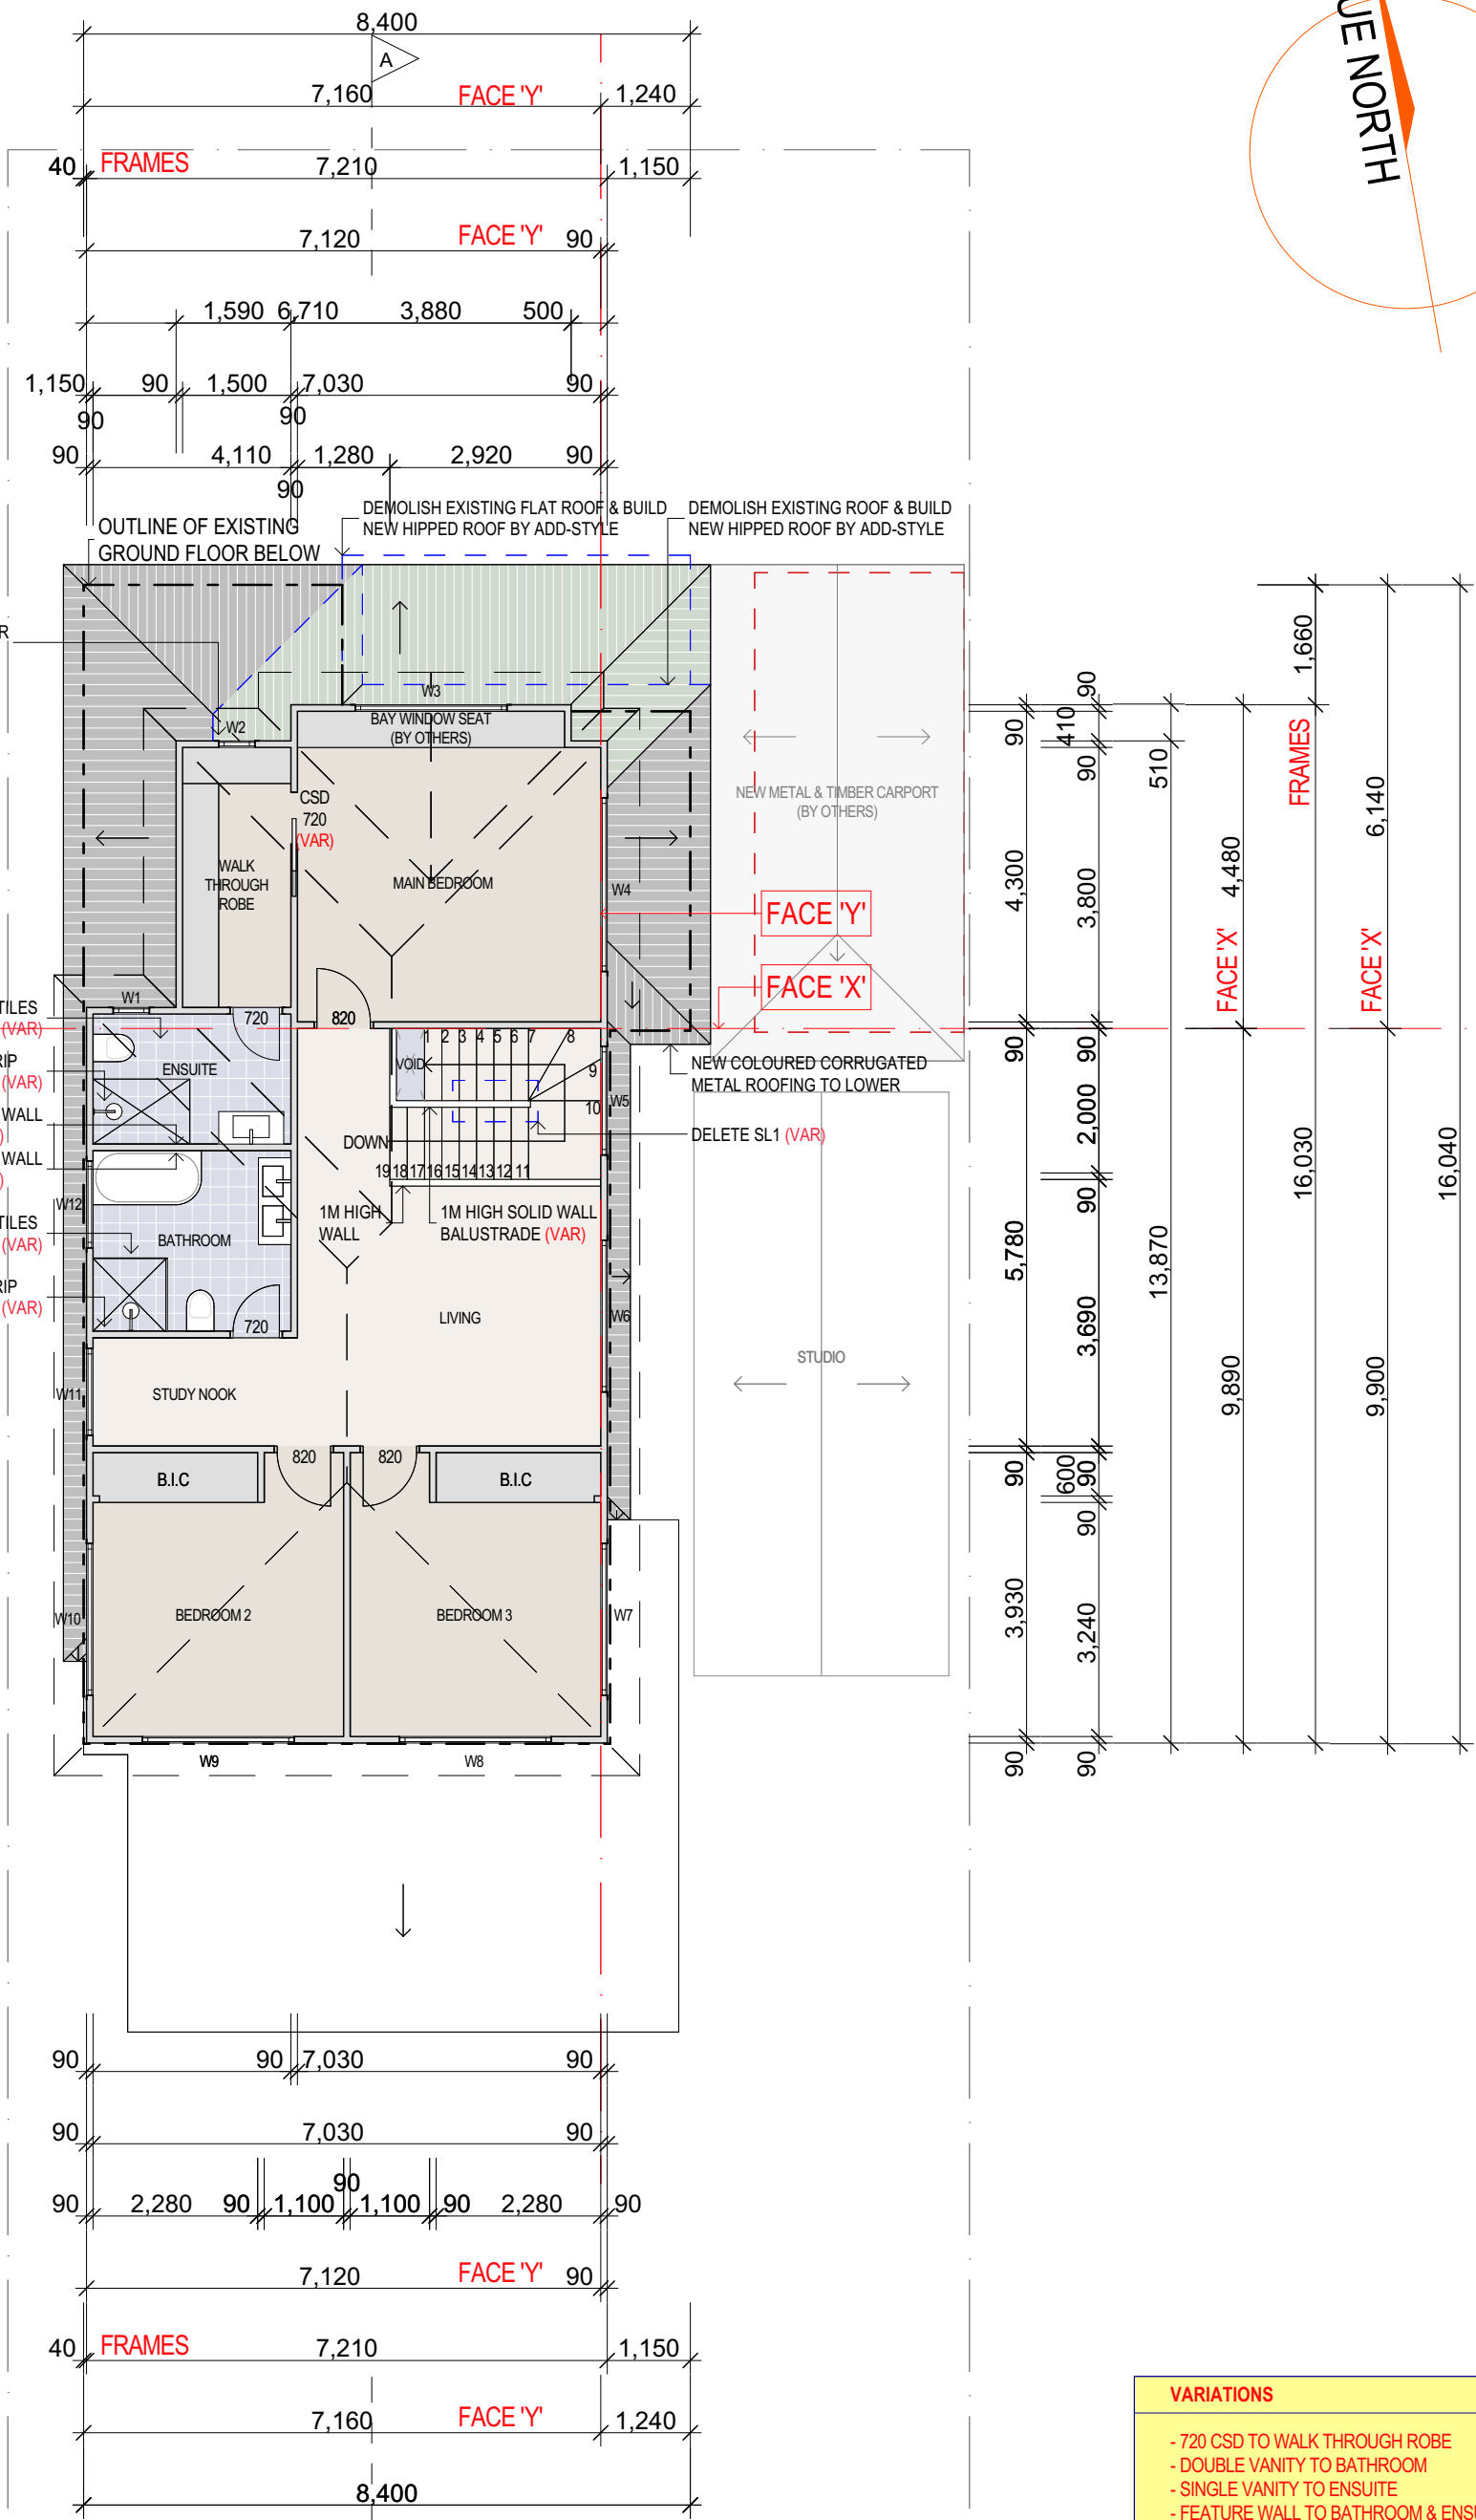 8,400
A
7,160 FACE 'Y' 1,240
40 FRAMES 7,210 1,150
7,120 FACE 'Y' 90
1,590 6,710 3,880 500
1,150 90 1,500 7,030 90
90 90
90 4,110 1,280 2,920 90
90
TRUE NORTH
OUTLINE OF EXISTING
GROUND FLOOR BELOW
DEMOLISH EXISTING FLAT ROOF & BUILD
NEW HIPPED ROOF BY ADD-STYLE
DEMOLISH EXISTING ROOF & BUILD
NEW HIPPED ROOF BY ADD-STYLE
R
W3
W2
BAY WINDOW SEAT
(BY OTHERS)
CSD
720
(VAR)
NEW METAL & TIMBER CARPORT
(BY OTHERS)
WALK
THROUGH
ROBE
MAIN BEDROOM
W4
FACE 'Y'
FACE 'X'
W1
TILES
(VAR)
720
820
RIP
(VAR)
ENSUITE
VOID
1 2 3 4 5 6 7 8
9
10
W5
NEW COLOURED CORRUGATED
METAL ROOFING TO LOWER
WALL
)
DOWN
DELETE SL1 (VAR)
WALL
)
19 18 17 16 15 14 13 12 11
W12
1M HIGH
WALL
1M HIGH SOLID WALL
BALUSTRADE (VAR)
TILES
(VAR)
BATHROOM
RIP
(VAR)
720
LIVING
W6
STUDIO
W11
STUDY NOOK
820 820
B.I.C B.I.C
W10
BEDROOM 2
BEDROOM 3
W7
W9 W8
90
4,300
90
5,780
90
3,930
90
90
410
90
3,800
90
2,000
90
3,690
90
600
90
3,240
90
510
13,870
4,480
FACE 'X'
9,890
1,660
FRAMES
16,030
6,140
FACE 'X'
9,900
16,040
90 90 7,030 90
90 7,030 90
90
90 2,280 90 1,100 1,100 90 2,280 90
7,120 FACE 'Y' 90
40 FRAMES 7,210 1,150
7,160 FACE 'Y' 1,240
8,400
VARIATIONS
- 720 CSD TO WALK THROUGH ROBE
- DOUBLE VANITY TO BATHROOM
- SINGLE VANITY TO ENSUITE
- FEATURE WALL TO BATHROOM & ENSU